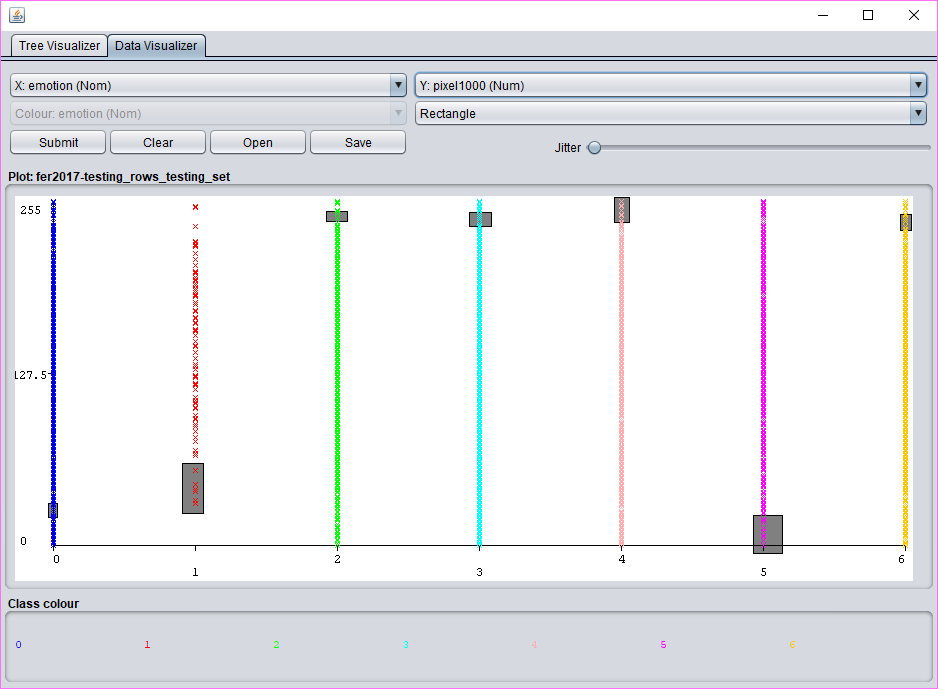 Tree Visualizer Data Visualizer
X: emotion (Nom) Y: pixel1000 (Num)
Colour: emotion (Nom) Rectangle
Submit Clear Open Save Jitter
Plot: fer2017-testing_rows_testing_set
255
127.5
0
0 2 4 6
1 3 5
Class colour
0 1 2 3 4 5 6